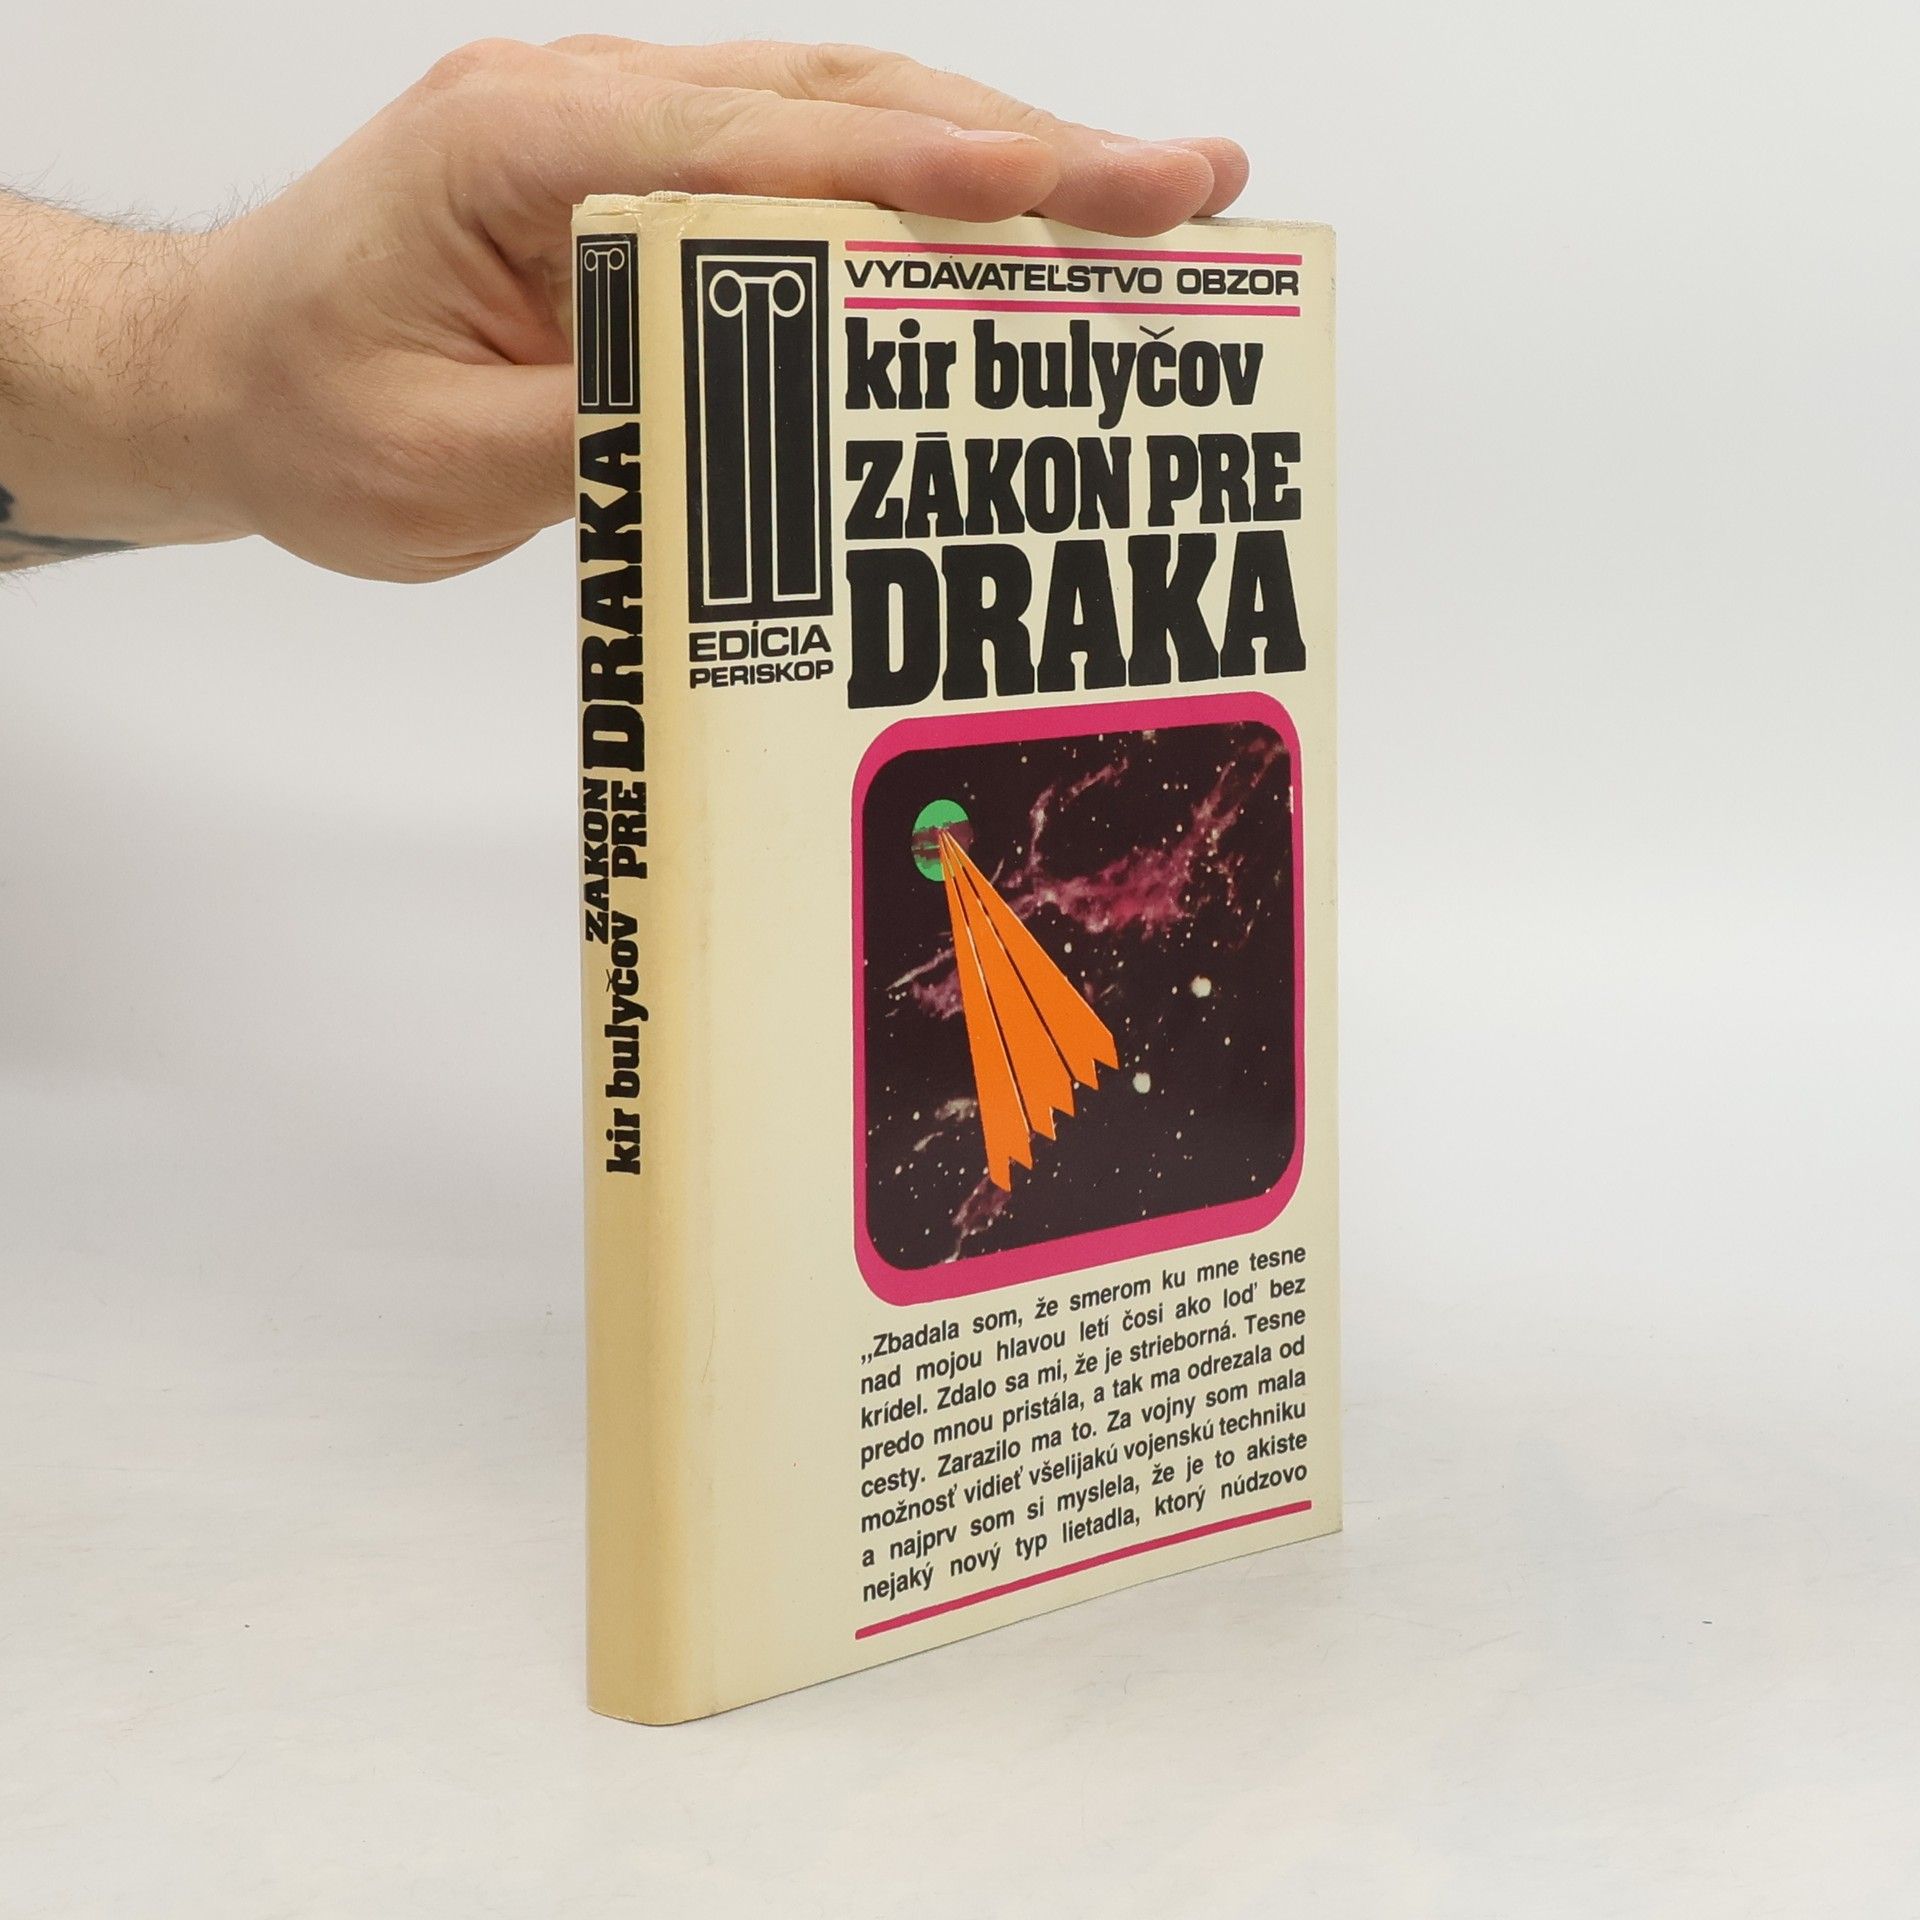 VYDAVATEĽSTVO OBZOR
kir bulyčov
ZÁKON PRE
DRAKA
EDÍCIA
PERISKOP
„Zbadala som, že smerom ku mne tesne
nad mojou hlavou letí čosi ako loď bez
krídel. Zdalo sa mi, že je strieborná. Tesne
predo mnou pristála, a tak ma odrezala od
cesty. Zarazilo ma to. Za vojny som mala
možnosť vidieť všelijakú vojenskú techniku
a najprv som si myslela, že je to akiste
nejaký nový typ lietadla, ktorý núdzovo
kir bulyčov
ZÁKON
PRE
DRAKA